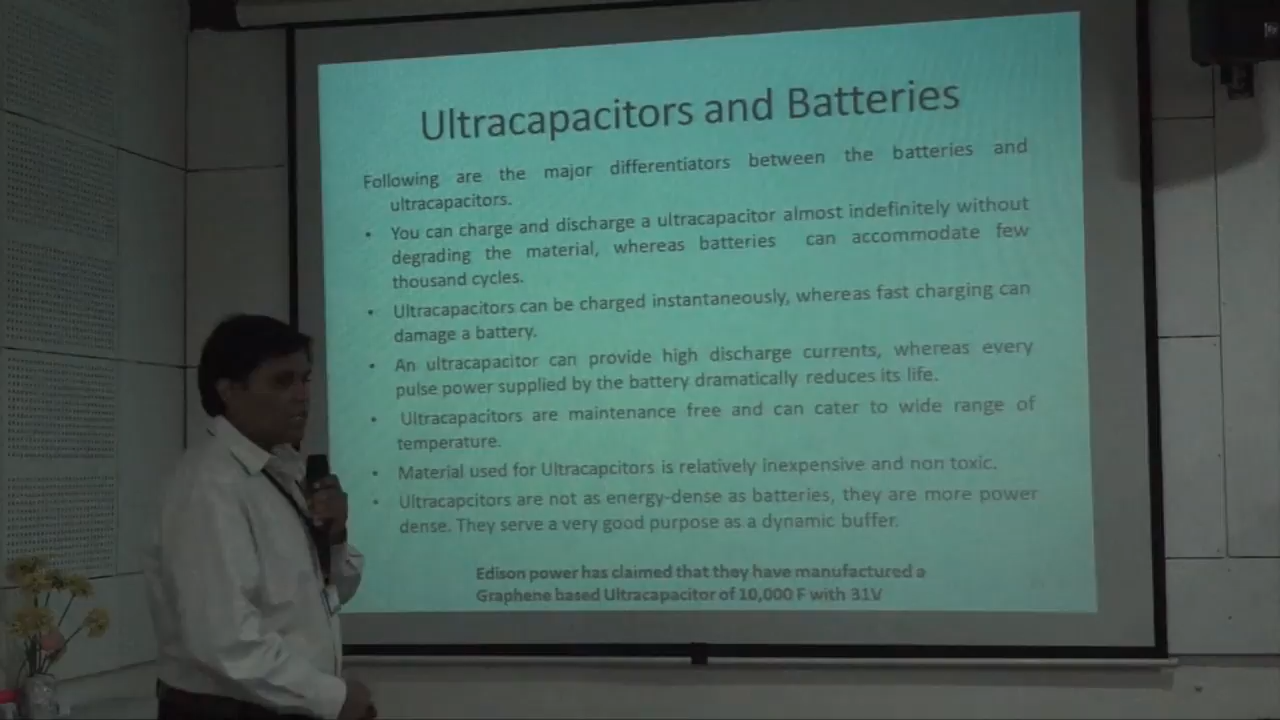 Ultracapacitors and Batteries
Following are the major differentiators between the batteries and
ultracapacitors.
• You can charge and discharge a ultracapacitor almost indefinitely without
degrading the material, whereas batteries can accommodate few
thousand cycles.
• Ultracapacitors can be charged instantaneously, whereas fast charging can
damage a battery.
• An ultracapacitor can provide high discharge currents, whereas every
pulse power supplied by the battery dramatically reduces its life.
• Ultracapacitors are maintenance free and can cater to wide range of
temperature.
• Material used for Ultracapcitors is relatively inexpensive and non toxic.
• Ultracapcitors are not as energy-dense as batteries, they are more power
dense. They serve a very good purpose as a dynamic buffer.
Edison power has claimed that they have manufactured a
Graphene based Ultracapacitor of 10,000 F with 31V